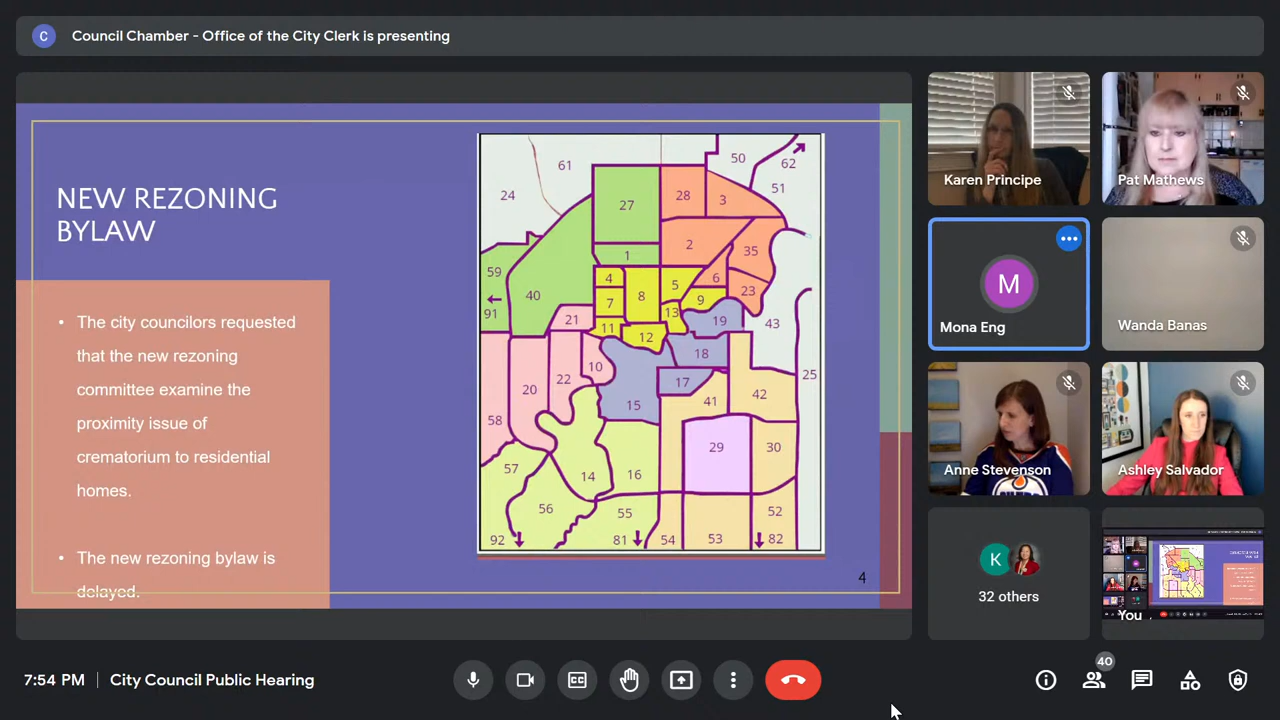 C
Council Chamber - Office of the City Clerk is presenting
NEW REZONING
BYLAW
• The city councilors requested
that the new rezoning
committee examine the
proximity issue of
crematorium to residential
homes.
• The new rezoning bylaw is
delayed.
61
50
62
24
51
27
28
3
2
35
1
59
4
5
6
40
8
9
23
91
7
13
21
11
12
19
43
18
10
25
20
22
17
15
41
42
58
29
30
57
14
16
56
55
52
92
81
54
53
82
4
Karen Principe
Pat Mathews
M
Mona Eng
Wanda Banas
Anne Stevenson
Ashley Salvador
K
32 others
You
7:54 PM
City Council Public Hearing
CC
40